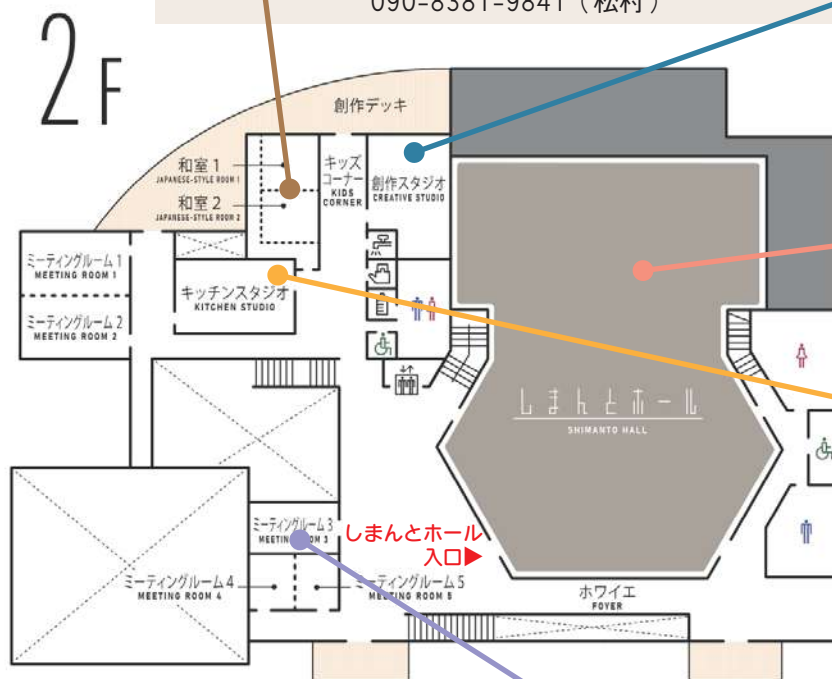 090-8381-9841（松村）
2F
創作デッキ
和室 1
JAPANESE-STYLE ROOM 1
和室 2
JAPANESE-STYLE ROOM 2
キッズ
コーナー
KIDS
CORNER
創作スタジオ
CREATIVE STUDIO
ミーティングルーム 1
MEETING ROOM 1
ミーティングルーム 2
MEETING ROOM 2
キッチンスタジオ
KITCHEN STUDIO
しまんとホール
SHIMANTO HALL
ミーティングルーム 3
MEETING ROOM 3
しまんとホール
入口▶
ミーティングルーム 4
MEETING ROOM 4
ミーティングルーム 5
MEETING ROOM 5
ホワイエ
FOYER